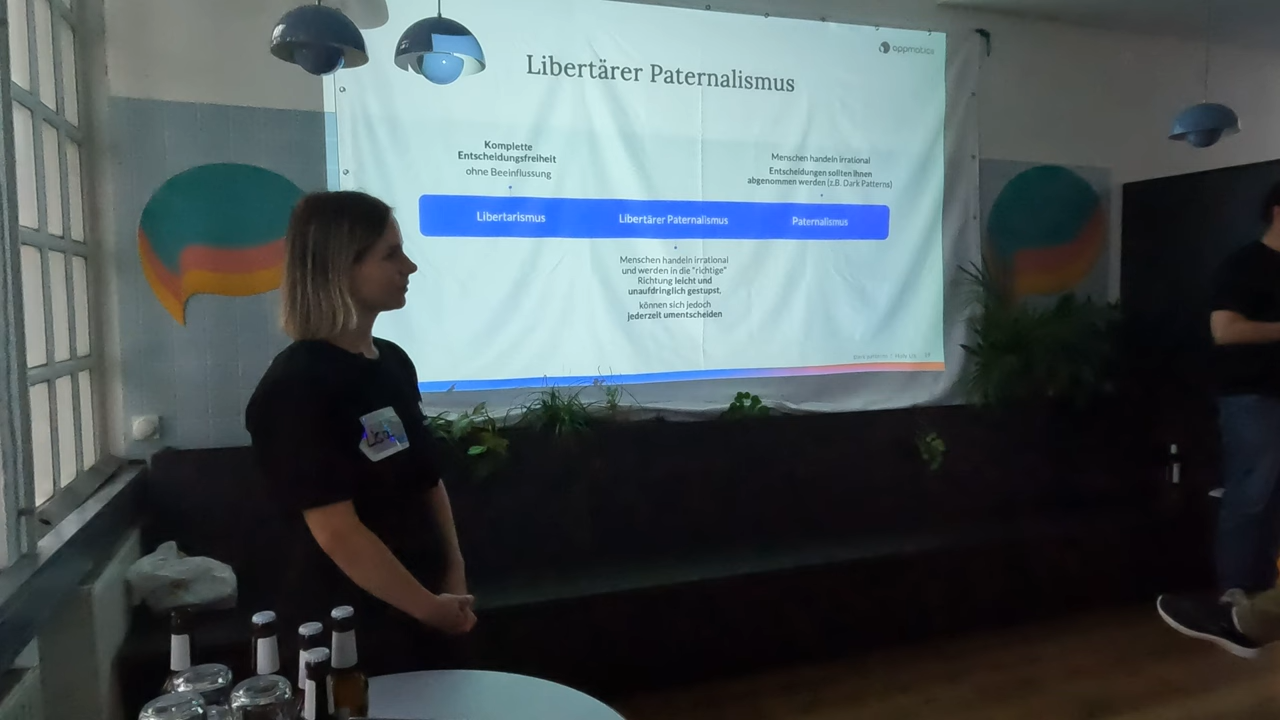 appmatics
Libertärer Paternalismus
Komplette
Entscheidungsfreiheit
ohne Beeinflussung
Menschen handeln irrational
Entscheidungen sollten ihnen
abgenommen werden (z.B. Dark Patterns)
Libertarismus
Libertärer Paternalismus
Paternalismus
Menschen handeln irrational
und werden in die "richtige"
Richtung leicht und
unaufdringlich gestupst,
können sich jedoch
jederzeit umentscheiden
Lisa